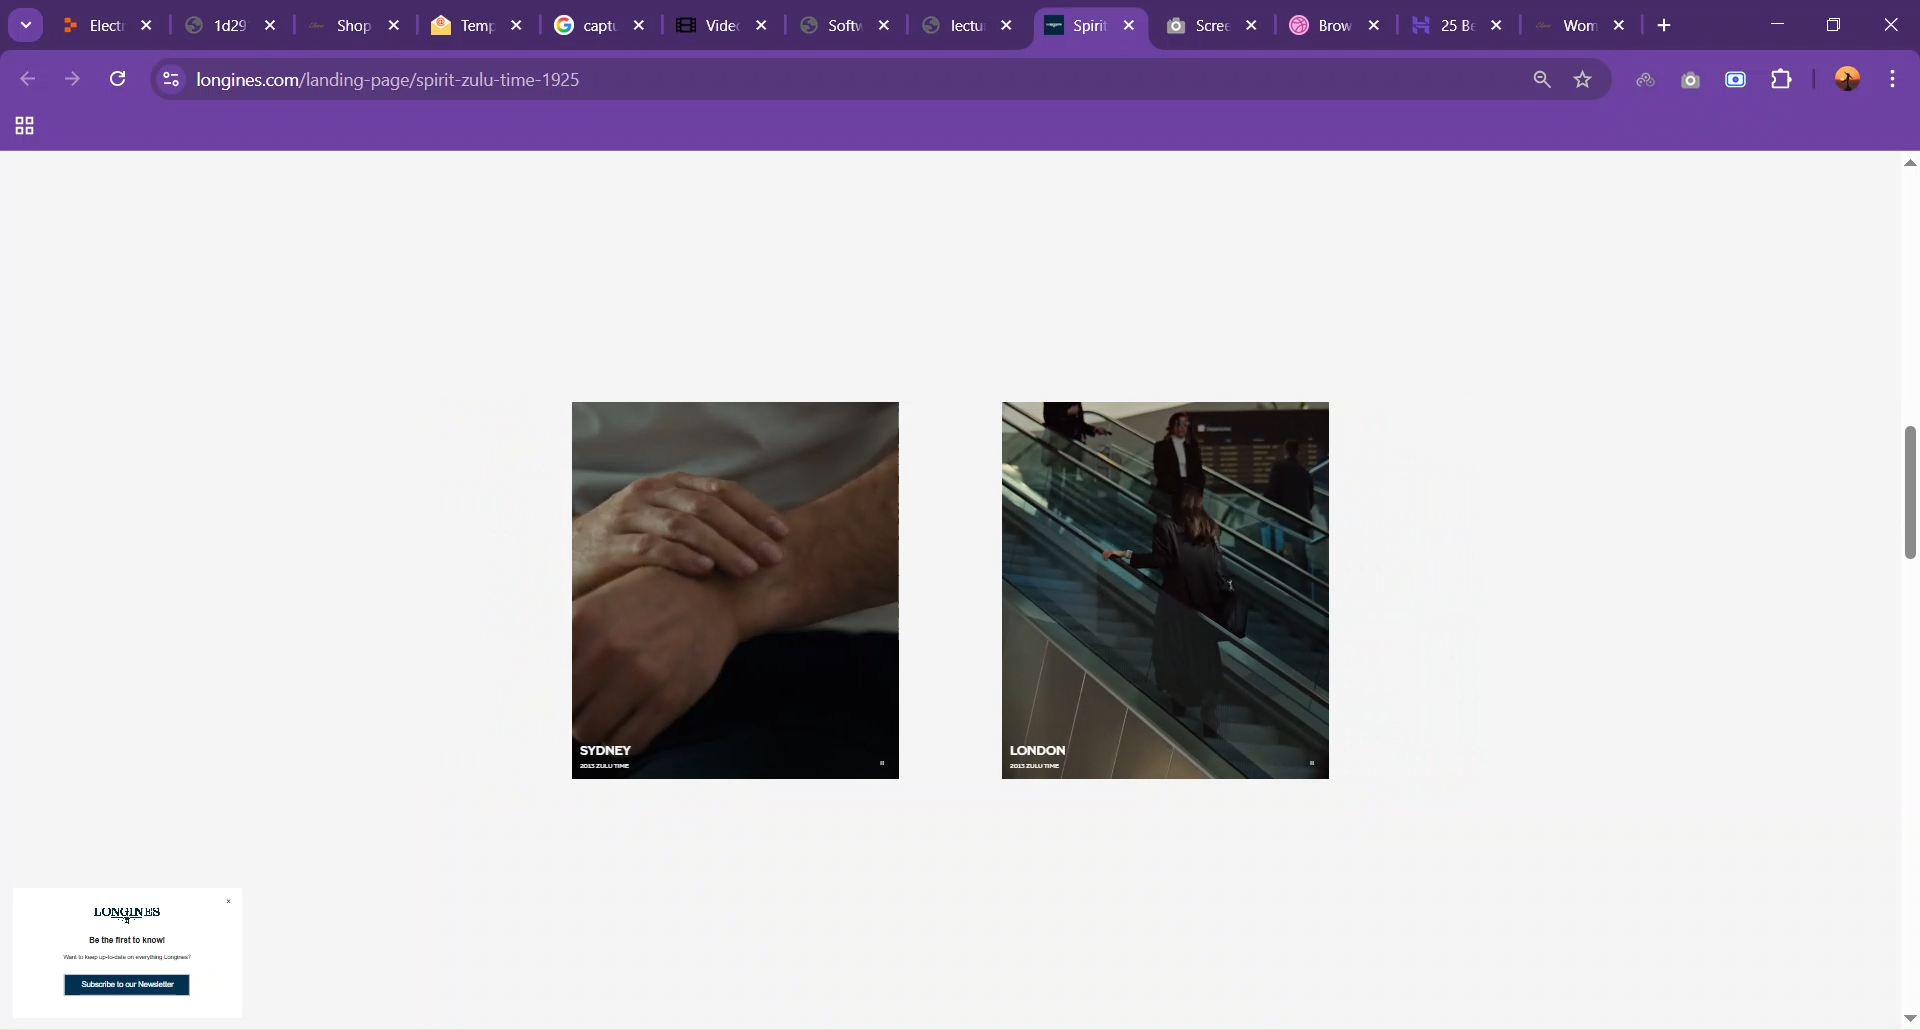 Electr
1d29
Shop
Temp
captu
Video
Softw
lectur
Spirit
Scree
Brow
25 Be
Wom
longines.com/landing-page/spirit-zulu-time-1925
SYDNEY
2013 ZULU TIME
LONDON
2013 ZULU TIME
LONGINES
Be the first to know!
Want to keep up-to-date on everything Longines?
Subscribe to our Newsletter